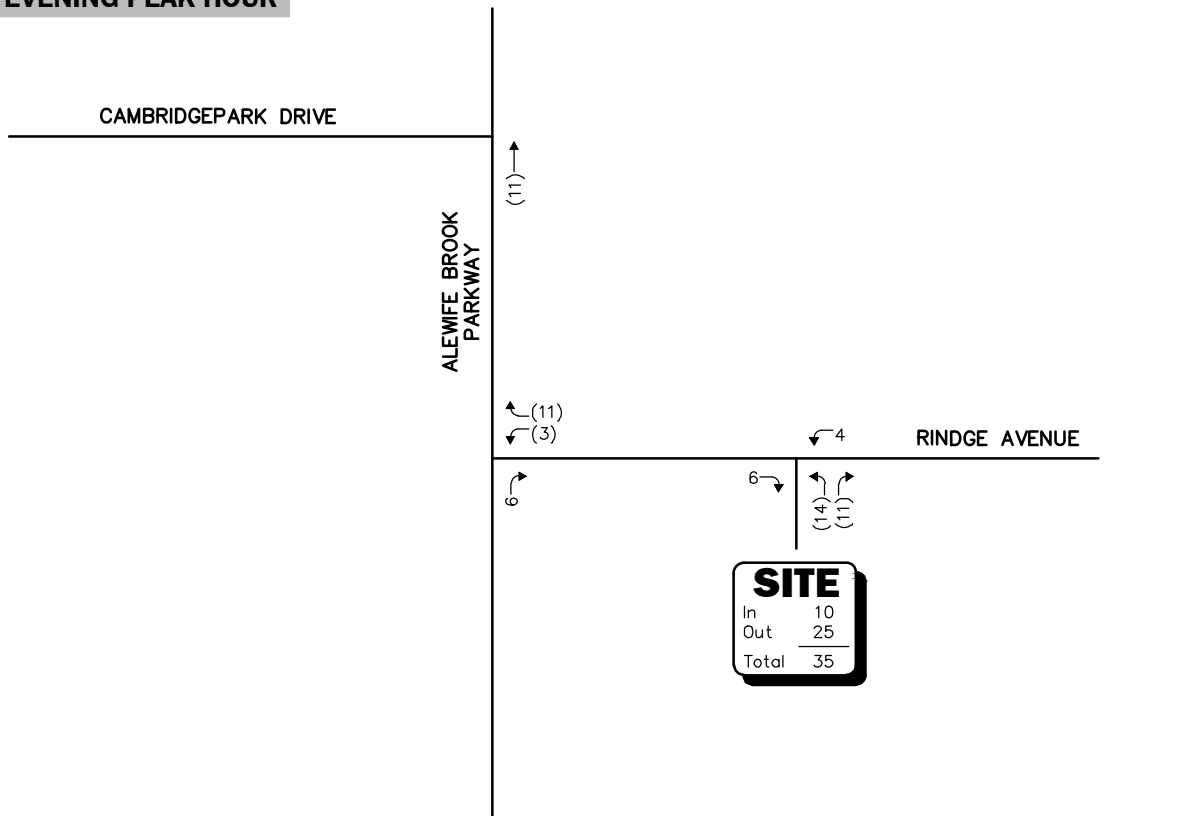 EVENING PEAK HOUR
CAMBRIDGEPARK DRIVE
(11)
ALEWIFE BROOK
PARKWAY
(11)
(3)
4
RINDGE AVENUE
6
6
(14)
(11)
SITE
In 10
Out 25
Total 35